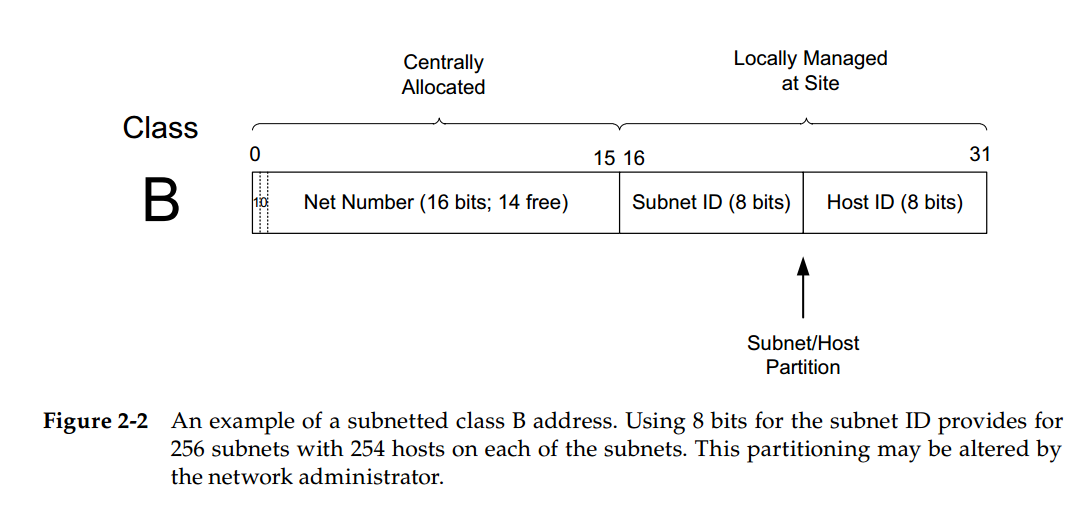 Centrally
Allocated
Locally Managed
at Site
Class
0
15 16
31
B
10
Net Number (16 bits; 14 free)
Subnet ID (8 bits)
Host ID (8 bits)
Subnet/Host
Partition
Figure 2-2 An example of a subnetted class B address. Using 8 bits for the subnet ID provides for
256 subnets with 254 hosts on each of the subnets. This partitioning may be altered by
the network administrator.